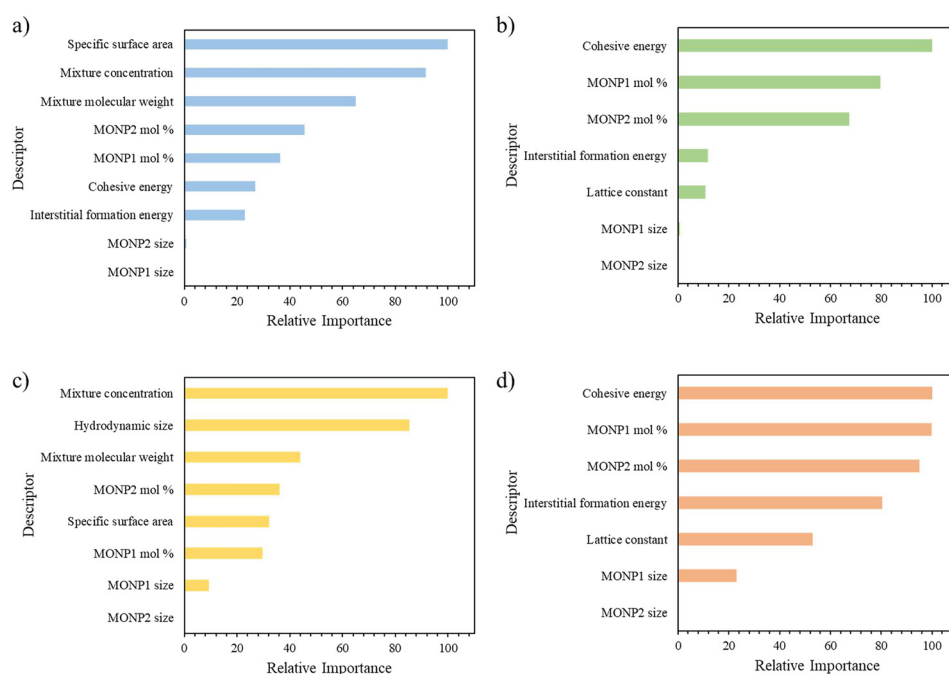 a)
Specific surface area
Mixture concentration
Mixture molecular weight
MONP2 mol %
MONP1 mol %
Cohesive energy
Interstitial formation energy
MONP2 size
MONP1 size
Descriptor
0 20 40 60 80 100
Relative Importance
b)
Cohesive energy
MONP1 mol %
MONP2 mol %
Interstitial formation energy
Lattice constant
MONP1 size
MONP2 size
Descriptor
0 20 40 60 80 100
Relative Importance
c)
Mixture concentration
Hydrodynamic size
Mixture molecular weight
MONP2 mol %
Specific surface area
MONP1 mol %
MONP1 size
MONP2 size
Descriptor
0 20 40 60 80 100
Relative Importance
d)
Cohesive energy
MONP1 mol %
MONP2 mol %
Interstitial formation energy
Lattice constant
MONP1 size
MONP2 size
Descriptor
0 20 40 60 80 100
Relative Importance